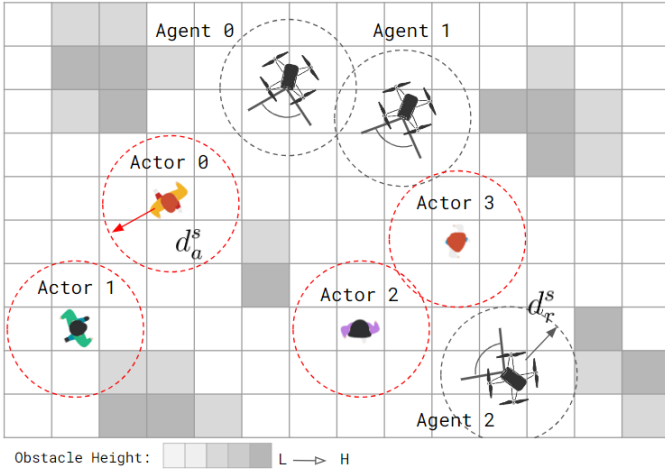 Agent 0
Agent 1
Actor 0
Actor 3
d_a^s
Actor 1
Actor 2
d_r^s
Agent 2
Obstacle Height: L H